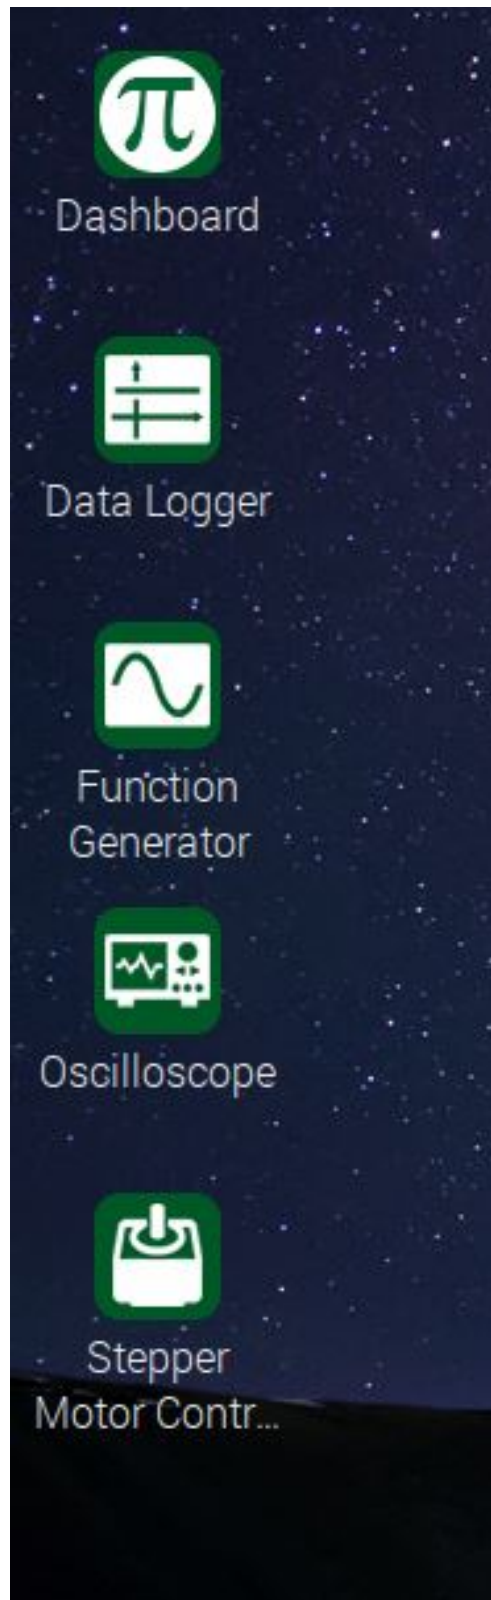 π
Dashboard
Data Logger
Function
Generator
Oscilloscope
Stepper
Motor Contr...